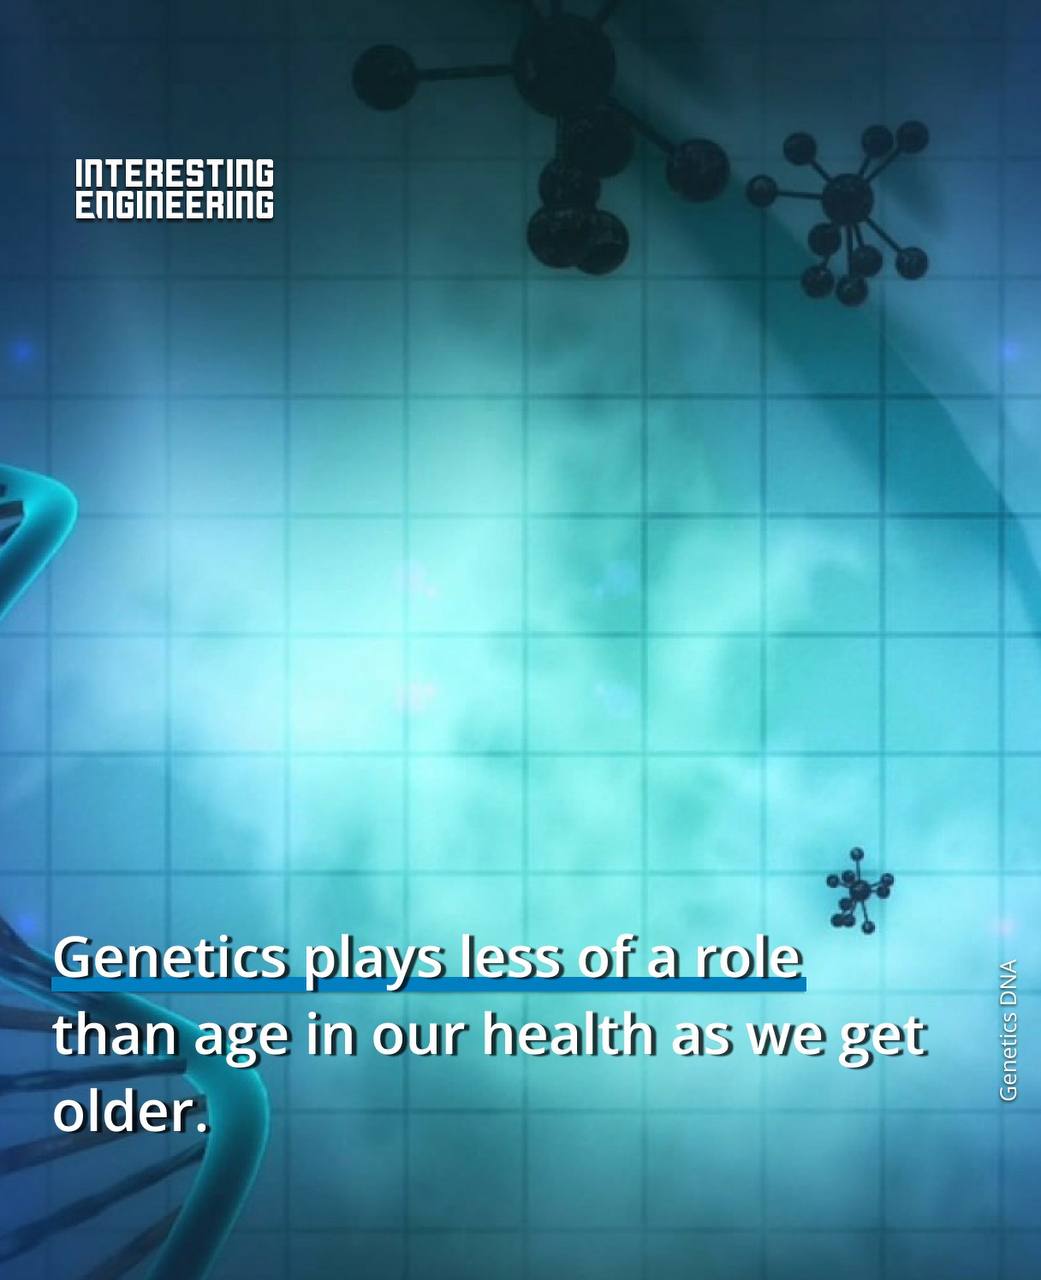 INTERESTING
ENGINEERING
Genetics plays less of a role
than age in our health as we get
older.
Genetics DNA